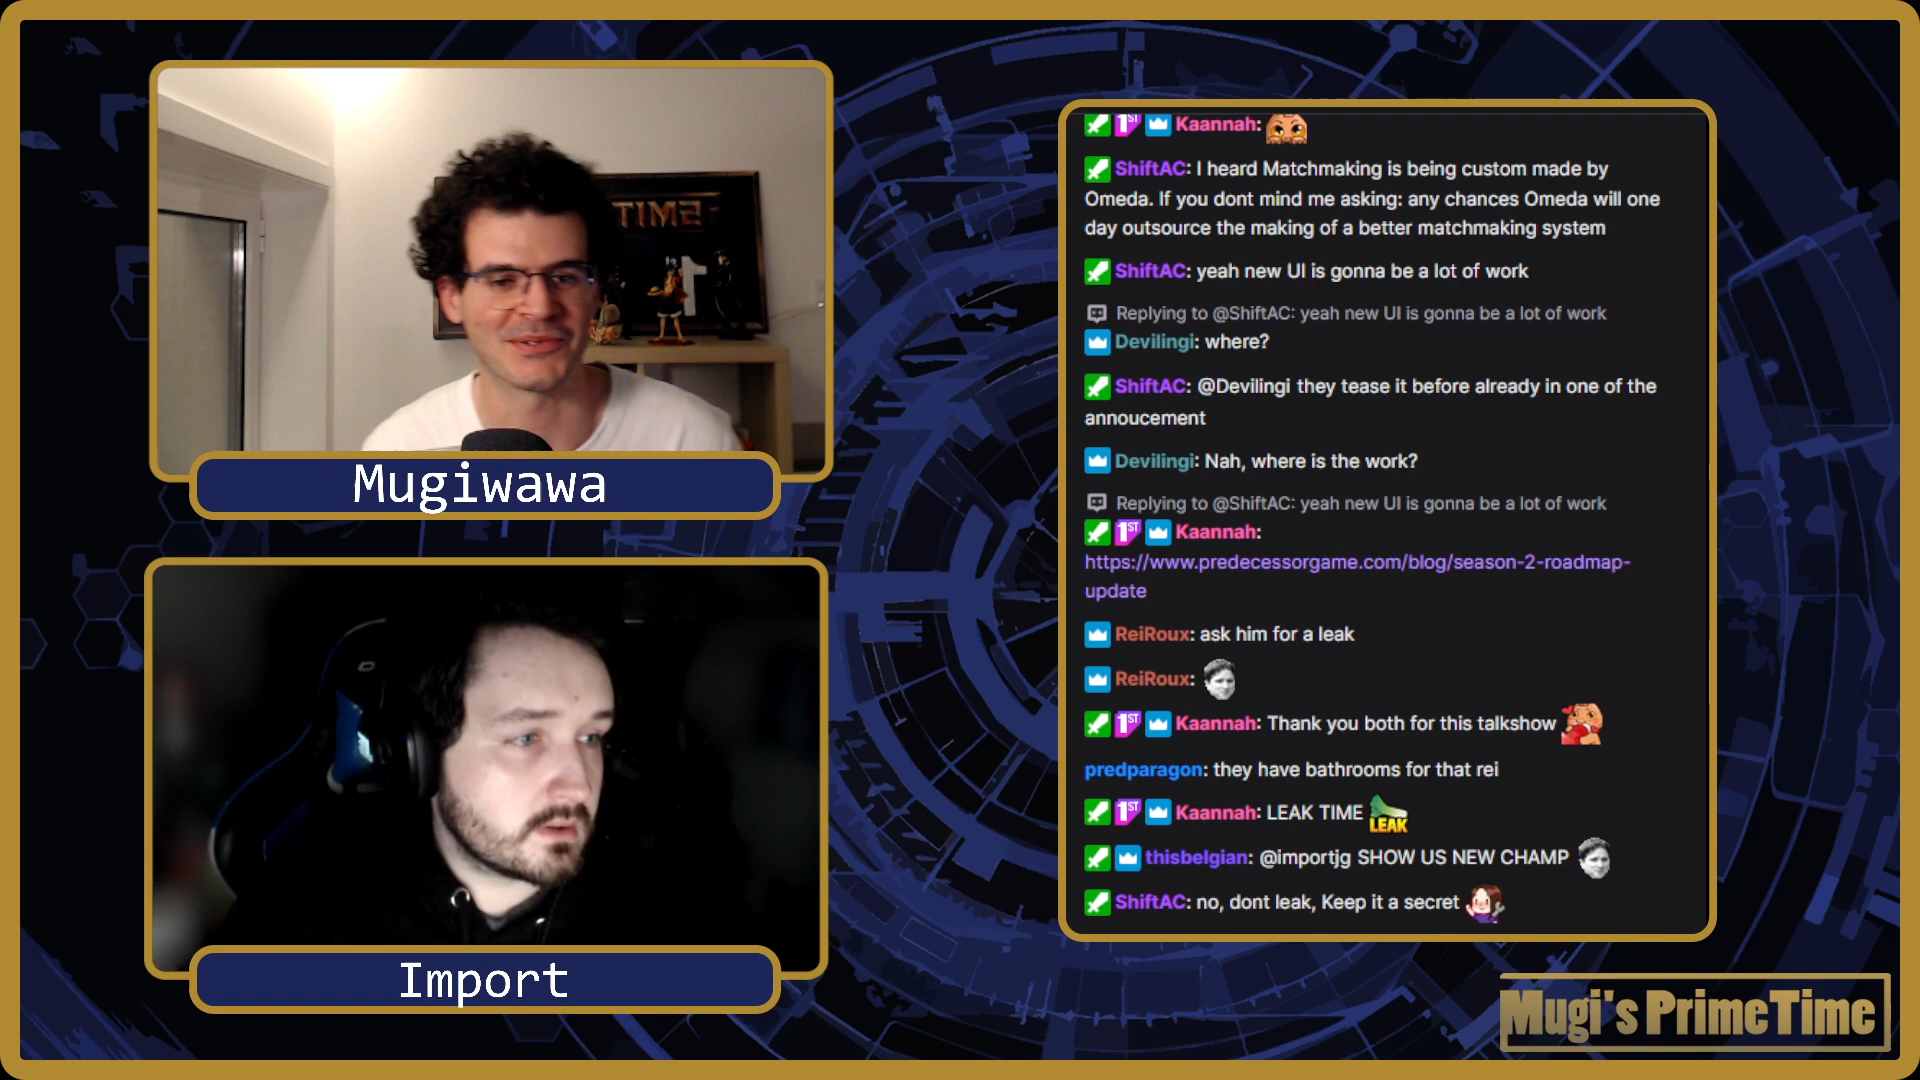 TIME
Mugiwawa
Import
1ST Kaannah:
ShiftAC: I heard Matchmaking is being custom made by
Omeda. If you dont mind me asking: any chances Omeda will one
day outsource the making of a better matchmaking system
ShiftAC: yeah new UI is gonna be a lot of work
Replying to @ShiftAC: yeah new UI is gonna be a lot of work
Devilingi: where?
ShiftAC: @Devilingi they tease it before already in one of the
annoucement
Devilingi: Nah, where is the work?
Replying to @ShiftAC: yeah new UI is gonna be a lot of work
1ST Kaannah:
https://www.predecessorgame.com/blog/season-2-roadmap-
update
ReiRoux: ask him for a leak
ReiRoux:
1ST Kaannah: Thank you both for this talkshow
predparagon: they have bathrooms for that rei
1ST Kaannah: LEAK TIME LEAK
thisbelgian: @importjg SHOW US NEW CHAMP
ShiftAC: no, dont leak, Keep it a secret
Mugi's PrimeTime